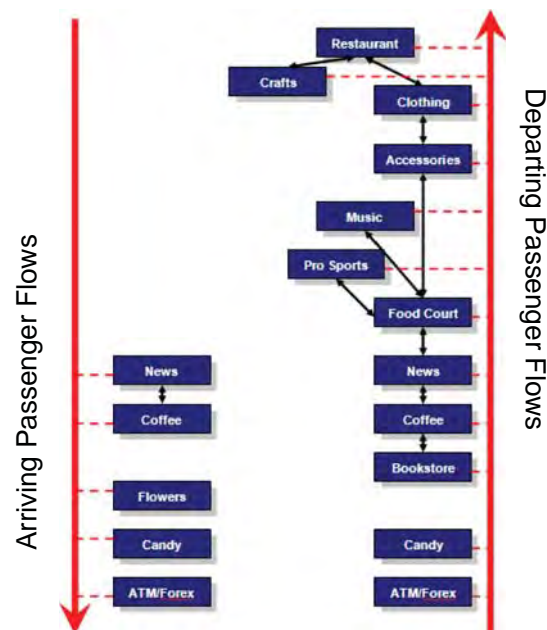 Restaurant
Crafts
Clothing
Accessories
Music
Pro Sports
Food Court
News
News
Coffee
Coffee
Bookstore
Flowers
Candy
Candy
ATM/Forex
ATM/Forex
Arriving Passenger Flows
Departing Passenger Flows